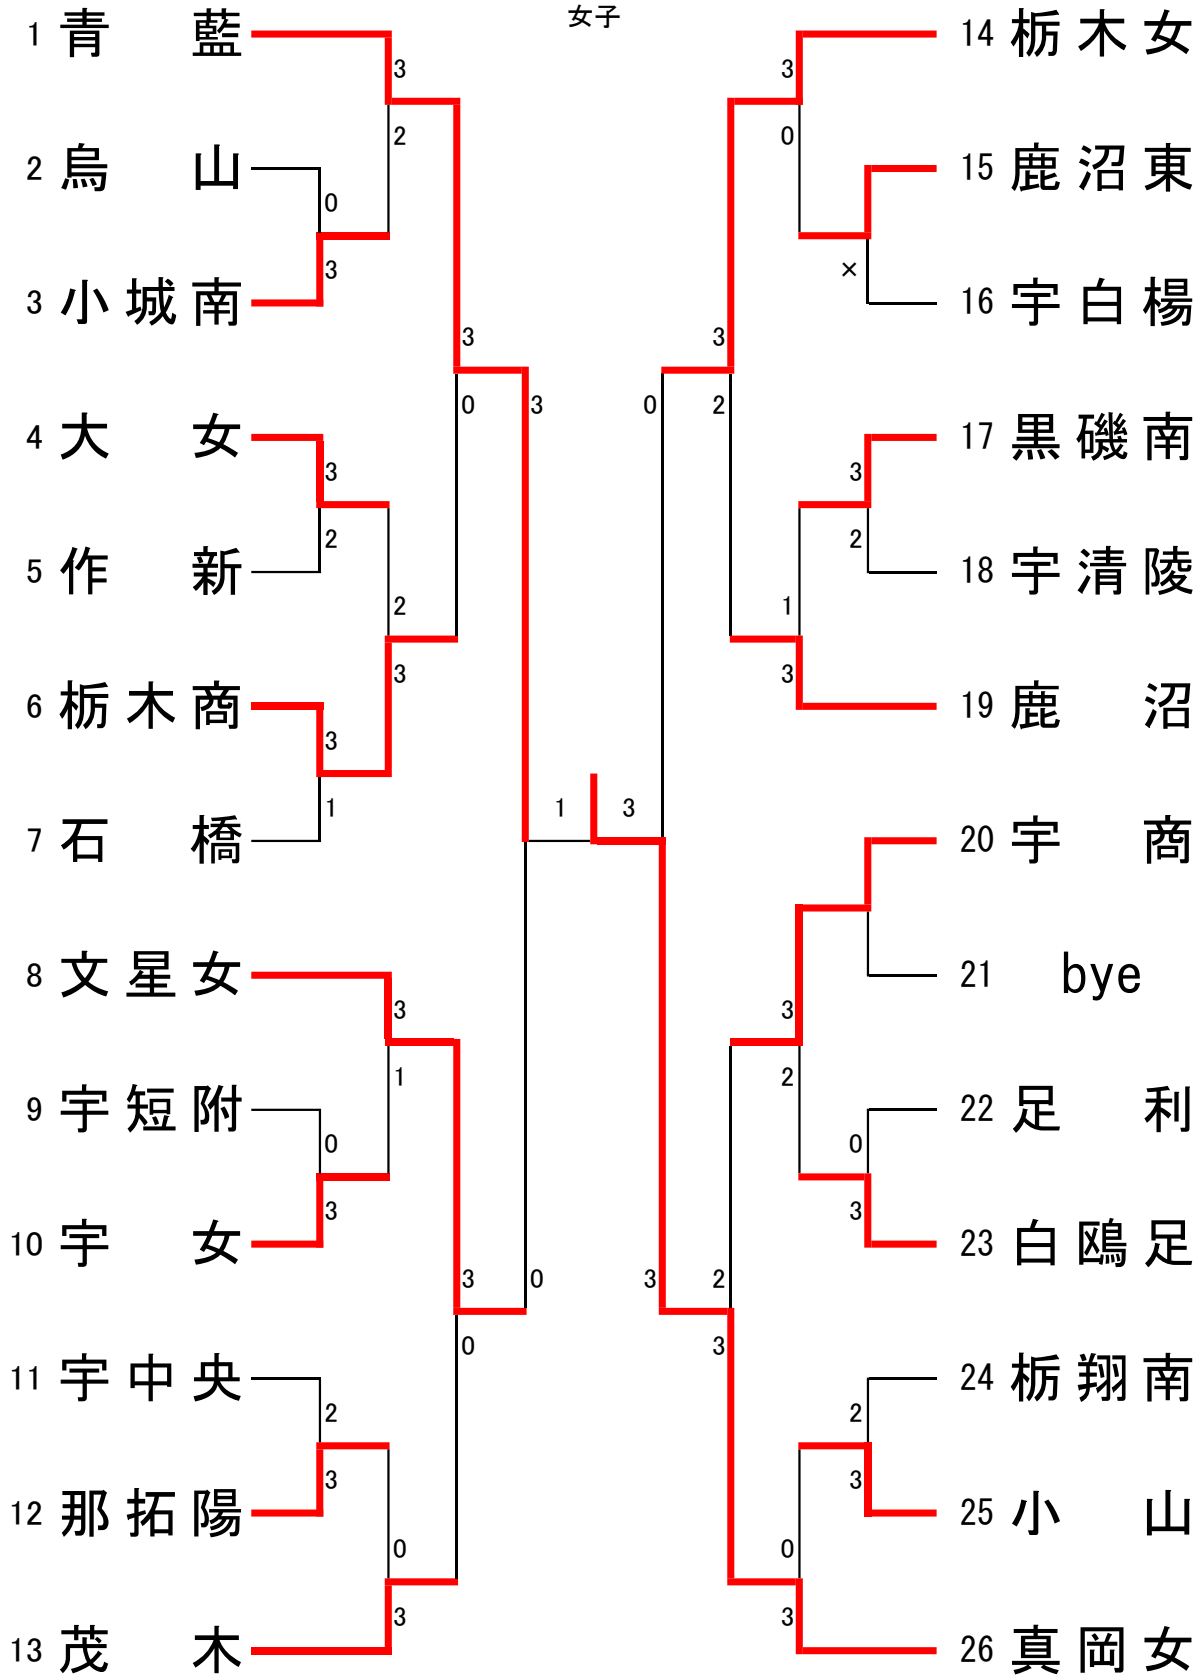 女子
1 青藍
2 烏山
3 小城南
4 大女
5 作新
6 栃木商
7 石橋
8 文星女
9 宇短附
10 宇女
11 宇中央
12 那拓陽
13 茂木
3
2
0
3
3
0
3
3
2
2
3
3
1
3
1
0
3
3
0
0
2
3
0
3
1
3
14 栃木女
15 鹿沼東
16 宇白楊
17 黒磯南
18 宇清陵
19 鹿沼
20 宇商
21 bye
22 足利
23 白鴎足
24 栃翔南
25 小山
26 真岡女
3
0
×
3
0
2
3
2
1
3
3
2
0
3
3
2
3
2
3
0
3